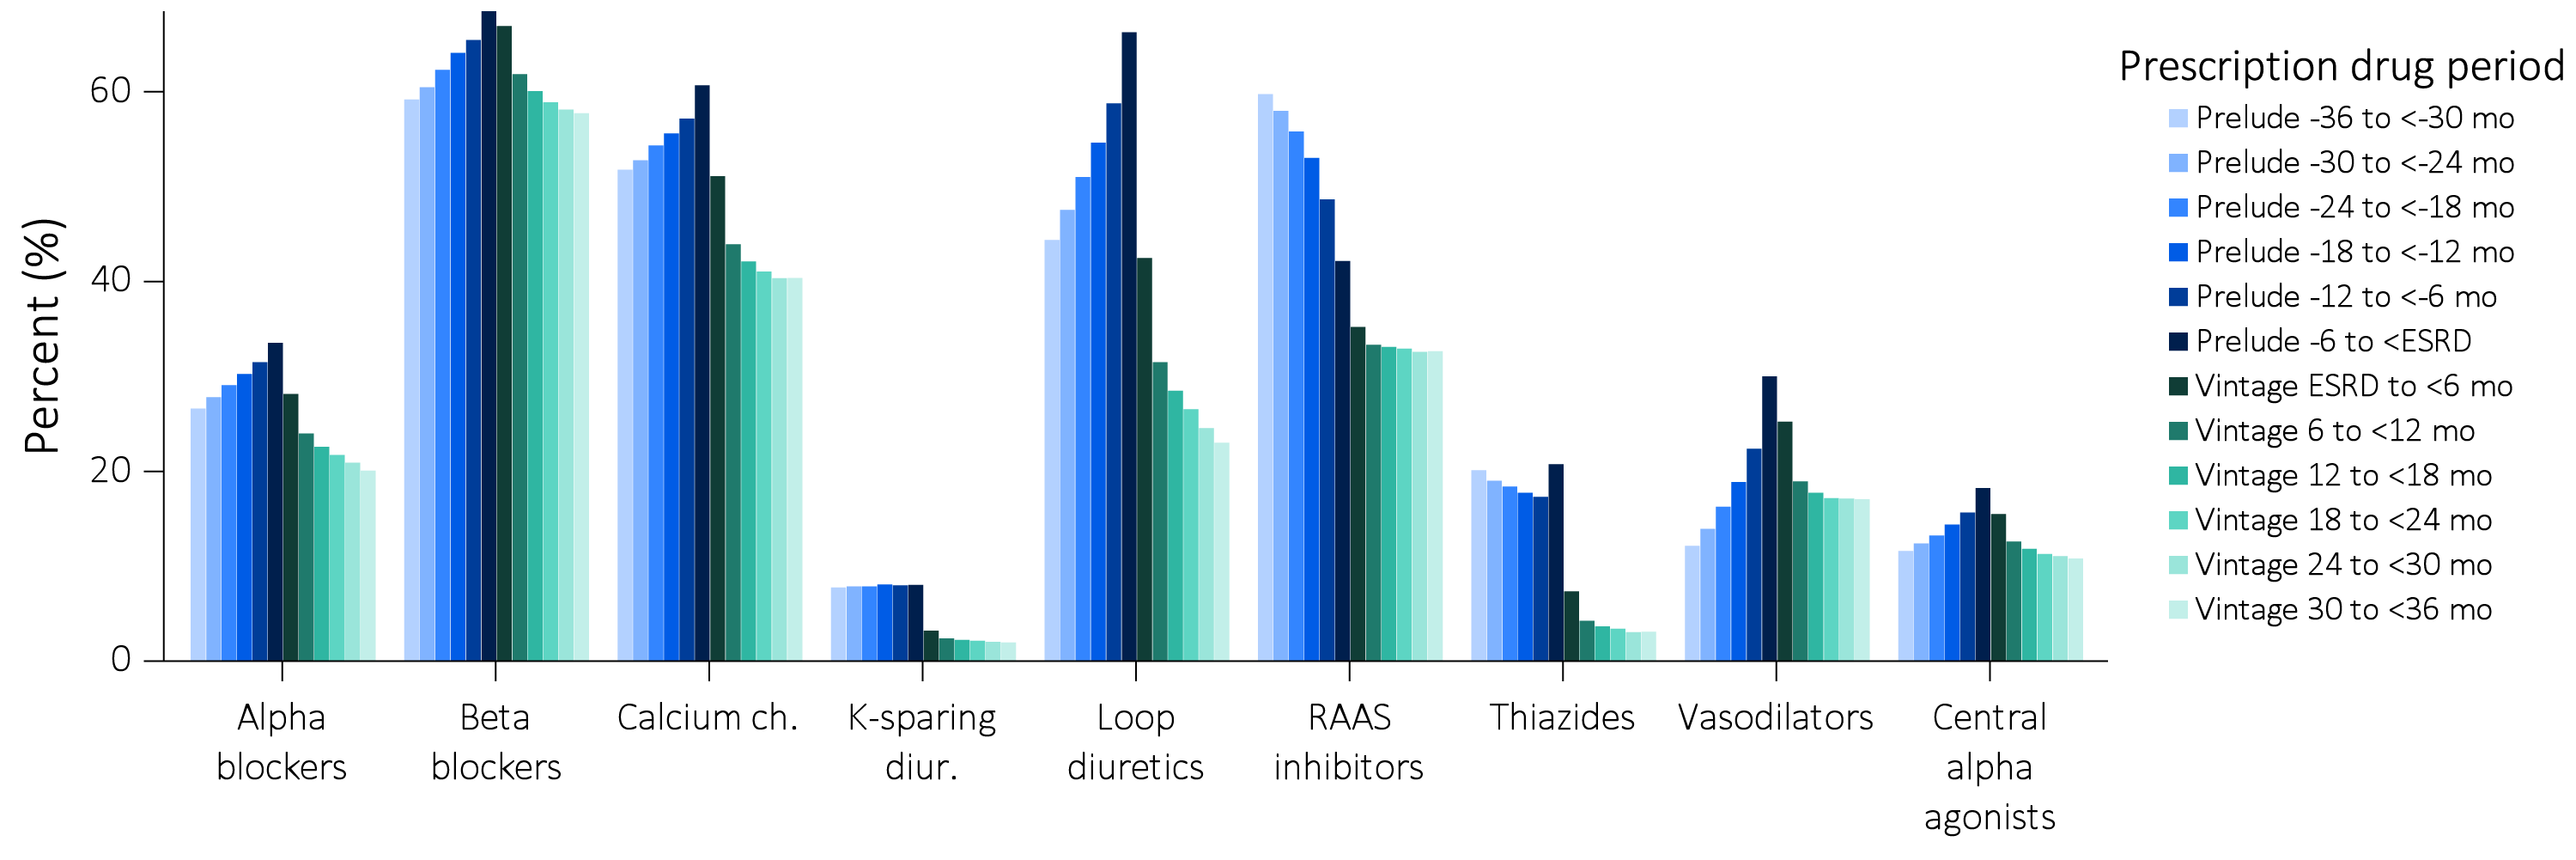 Percent (%)
60
40
20
0
Alpha
blockers
Beta
blockers
Calcium ch.
K-sparing
diur.
Loop
diuretics
RAAS
inhibitors
Thiazides
Vasodilators
Central
alpha
agonists
Prescription drug period
Prelude -36 to <-30 mo
Prelude -30 to <-24 mo
Prelude -24 to <-18 mo
Prelude -18 to <-12 mo
Prelude -12 to <-6 mo
Prelude -6 to <ESRD
Vintage ESRD to <6 mo
Vintage 6 to <12 mo
Vintage 12 to <18 mo
Vintage 18 to <24 mo
Vintage 24 to <30 mo
Vintage 30 to <36 mo